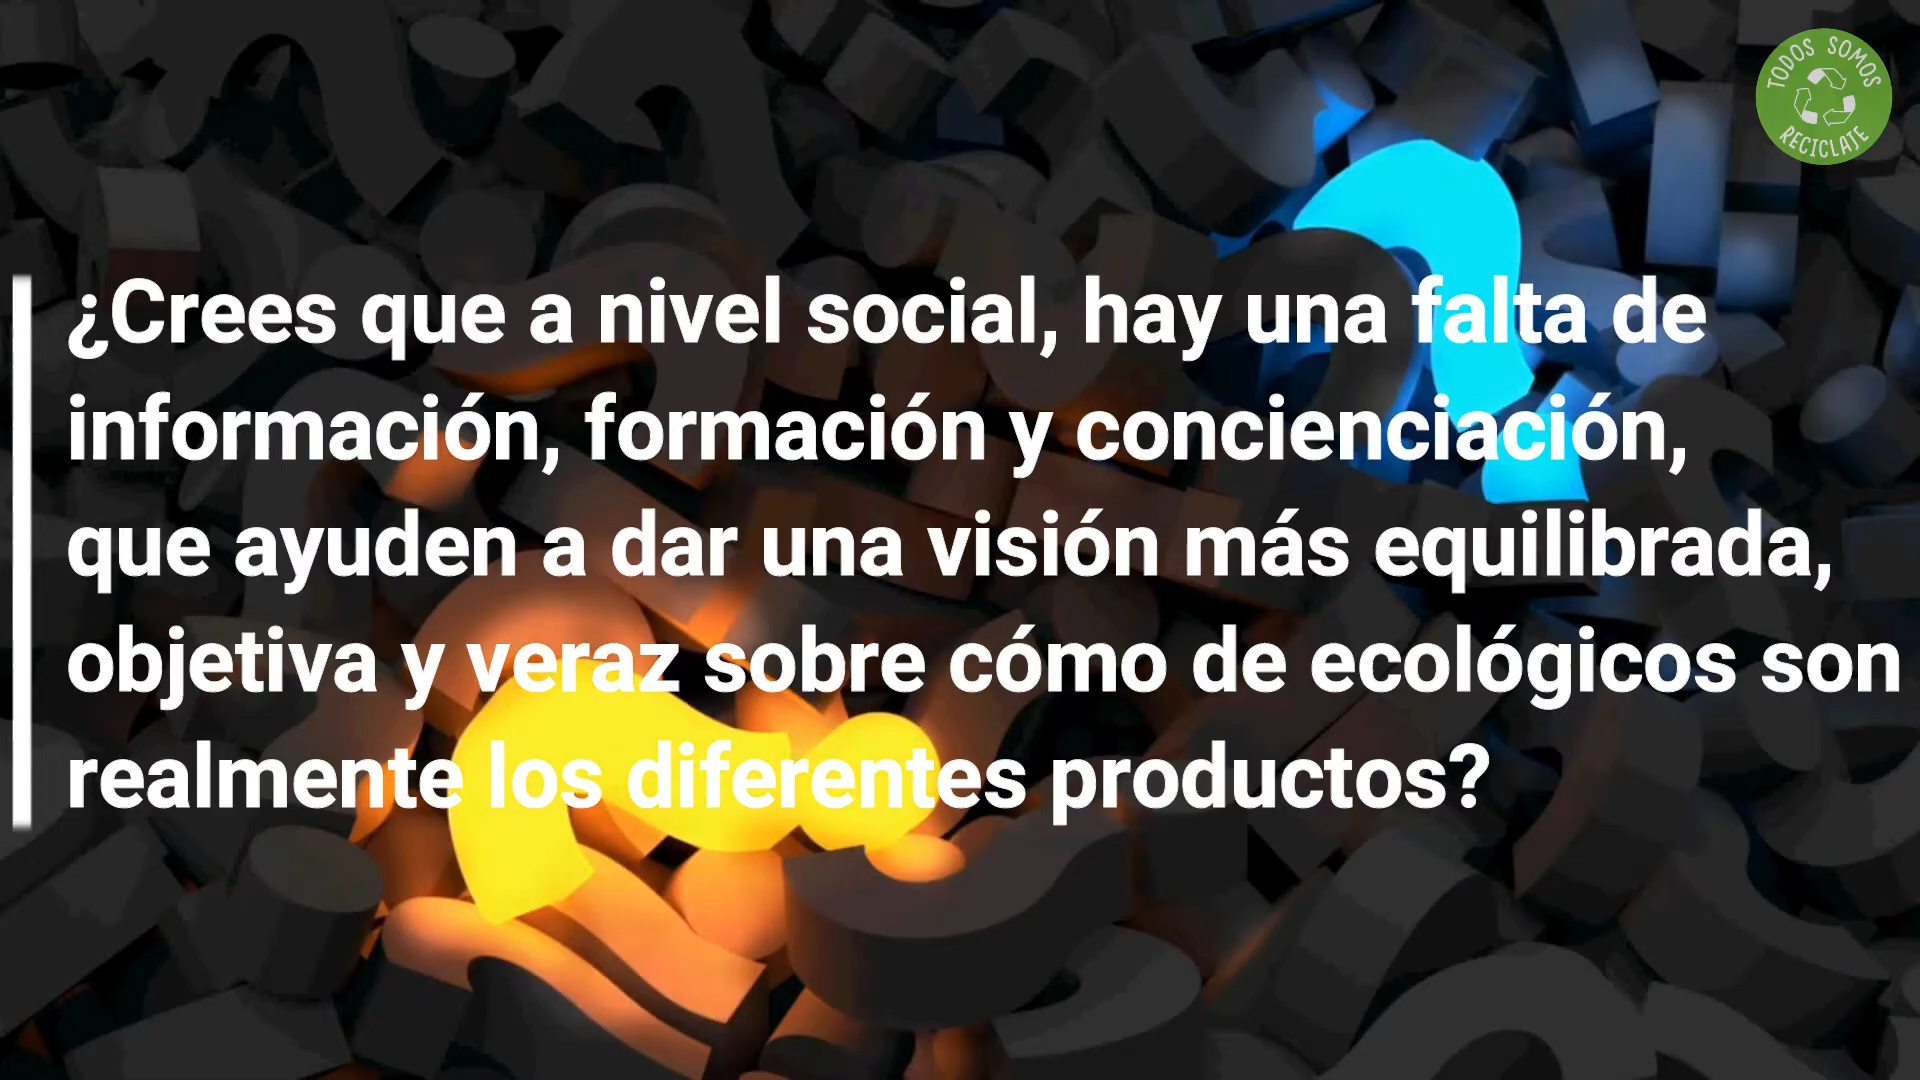 TODOS SOMOS
RECICLAJE
¿Crees que a nivel social, hay una falta de
información, formación y concienciación,
que ayuden a dar una visión más equilibrada,
objetiva y veraz sobre cómo de ecológicos son
realmente los diferentes productos?